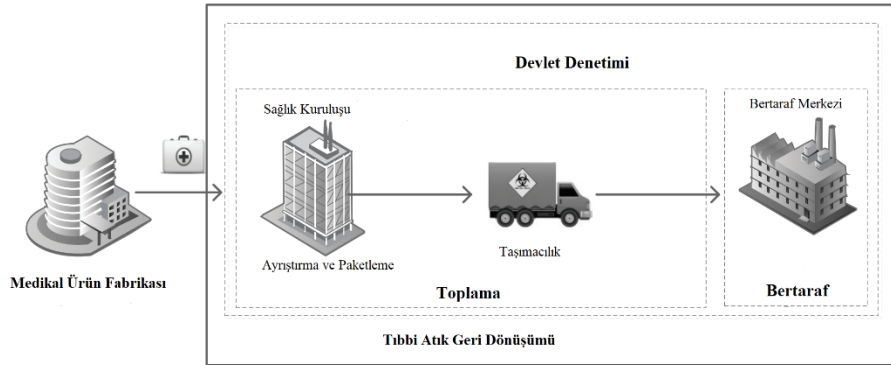 Devlet Denetimi
Sağlık Kuruluşu
Bertaraf Merkezi
Taşımacılık
Ayrıştırma ve Paketleme
Medikal Ürün Fabrikası
Toplama
Bertaraf
Tıbbi Atık Geri Dönüşümü